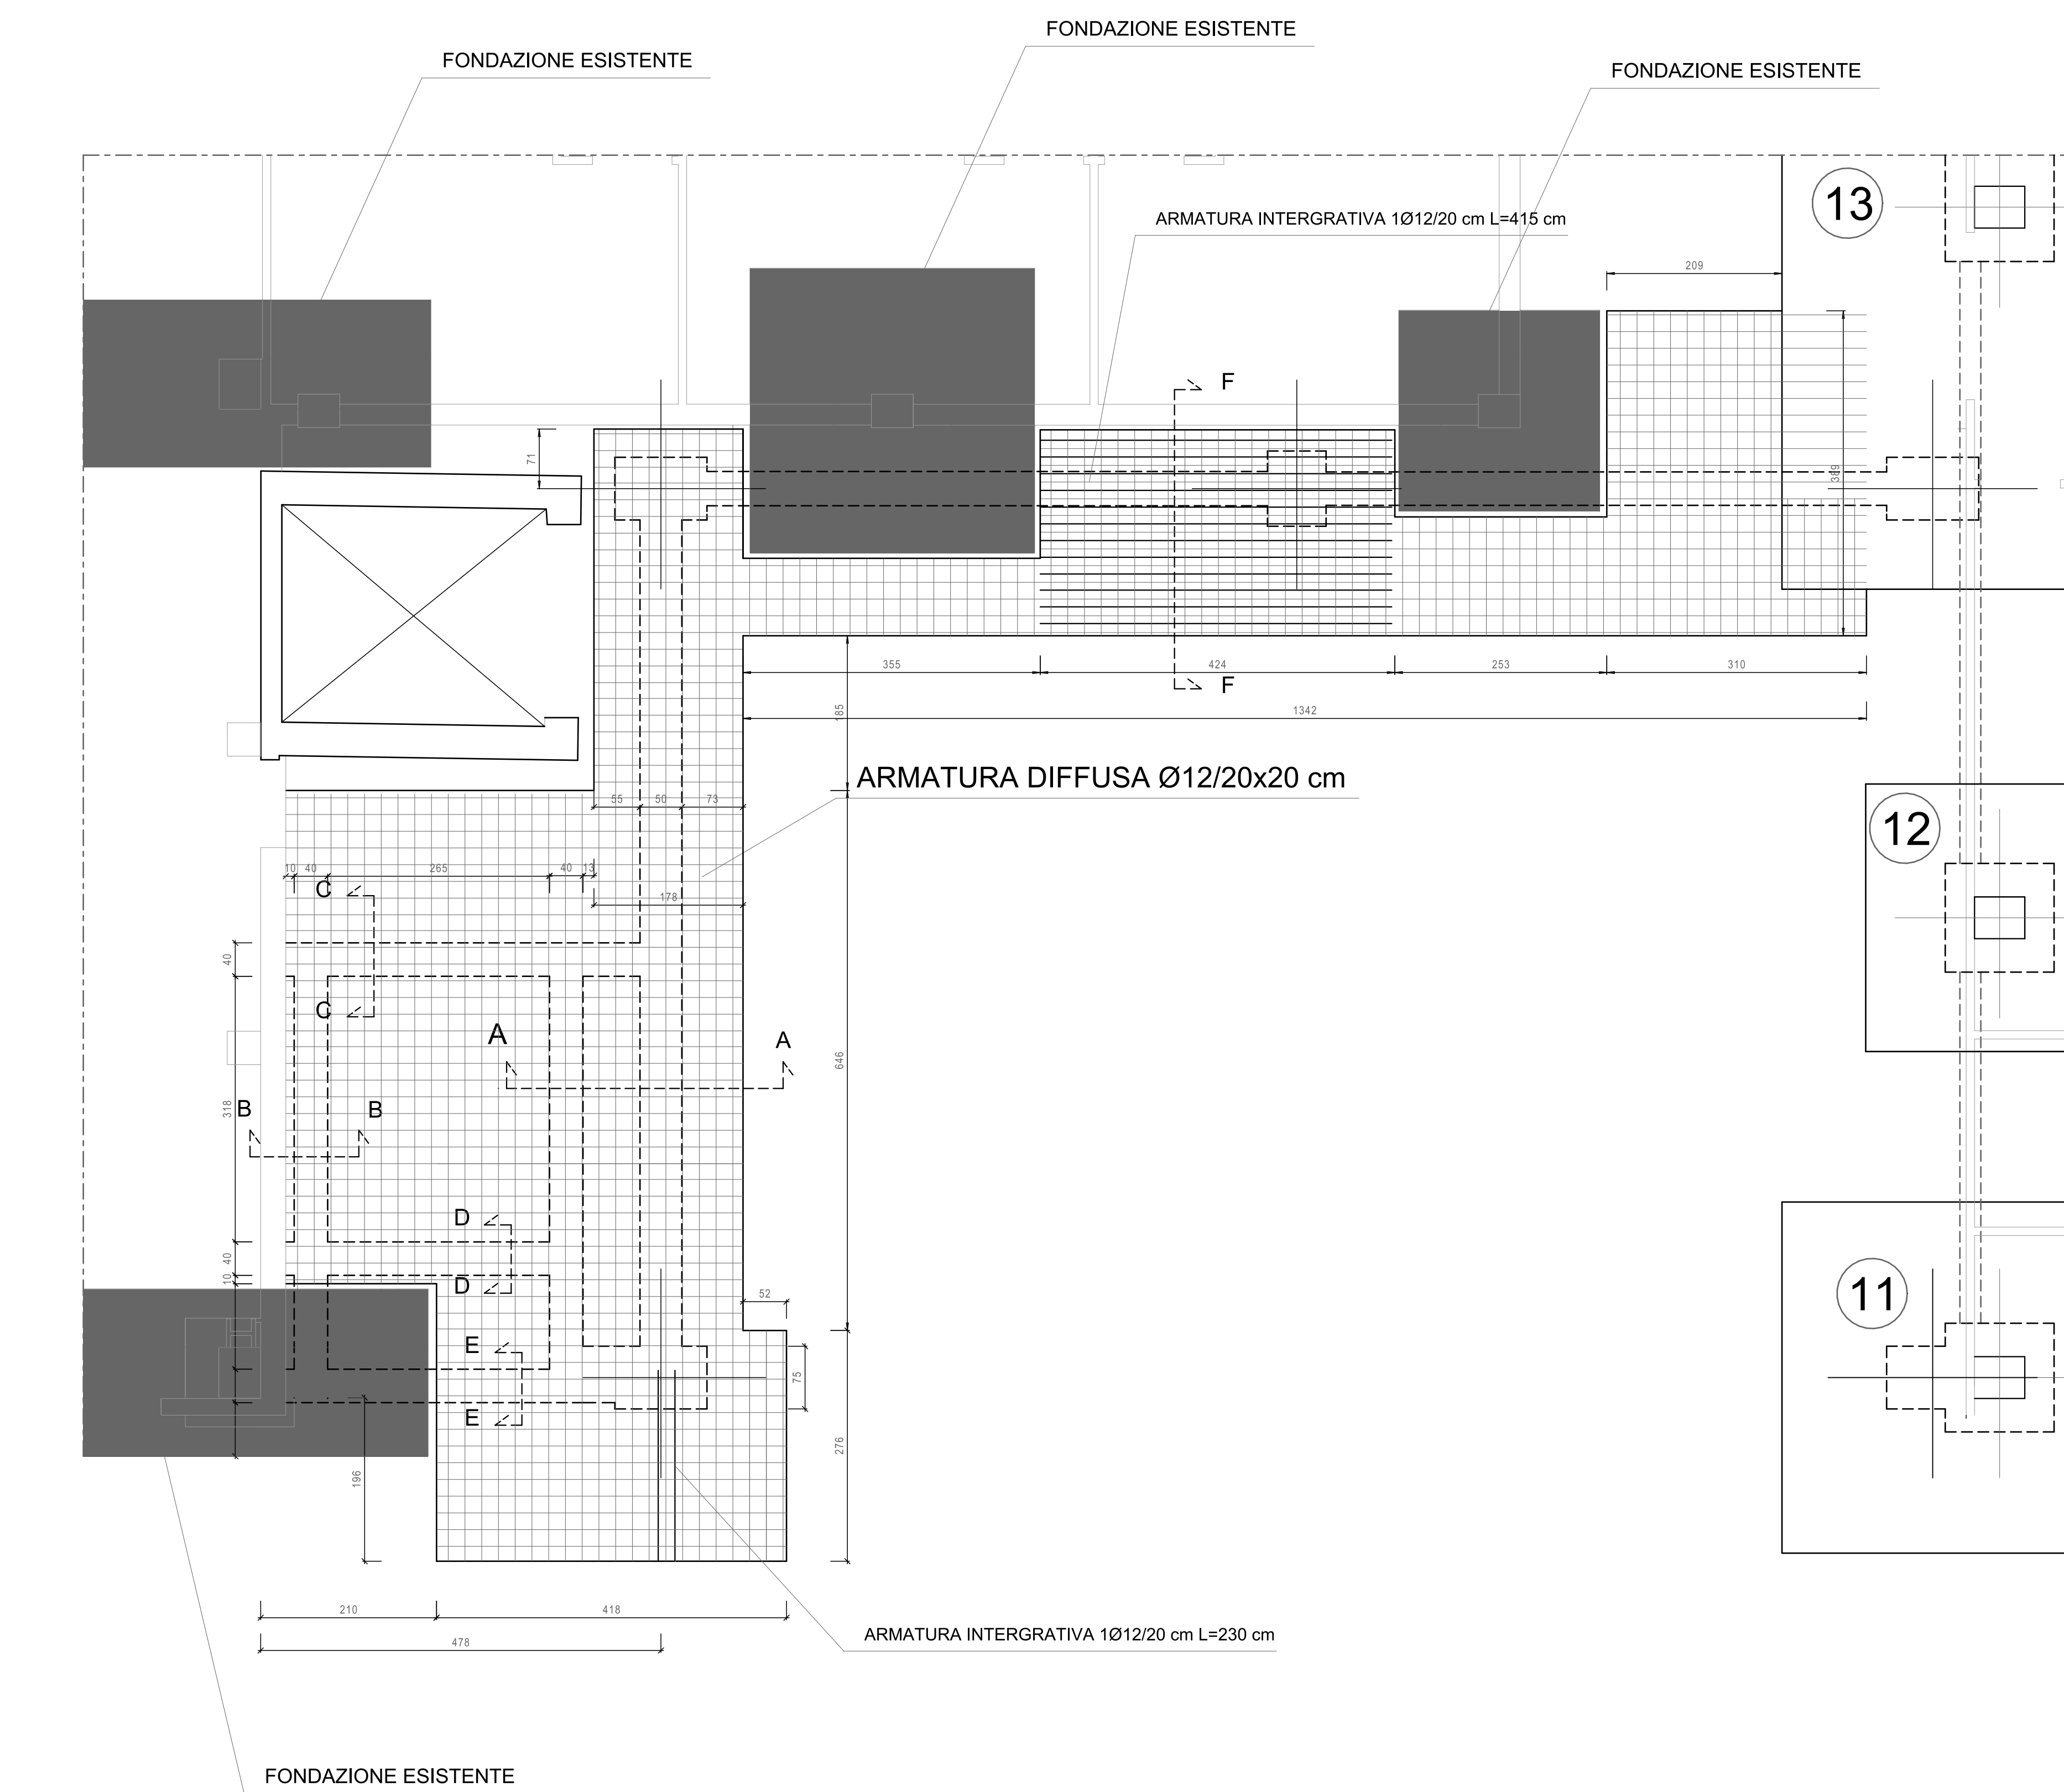 FONDAZIONE ESISTENTE
FONDAZIONE ESISTENTE
FONDAZIONE ESISTENTE
13
ARMATURA INTERGRATIVA 1Ø12/20 cm L=415 cm
209
F
71
389
355
424
253
310
F
185
1342
ARMATURA DIFFUSA Ø12/20x20 cm
55
50
73
12
10
40
265
40
13
C
178
40
C
A
A
646
318
B
B
D
40
10
D
52
11
E
75
E
276
196
210
418
478
ARMATURA INTERGRATIVA 1Ø12/20 cm L=230 cm
FONDAZIONE ESISTENTE